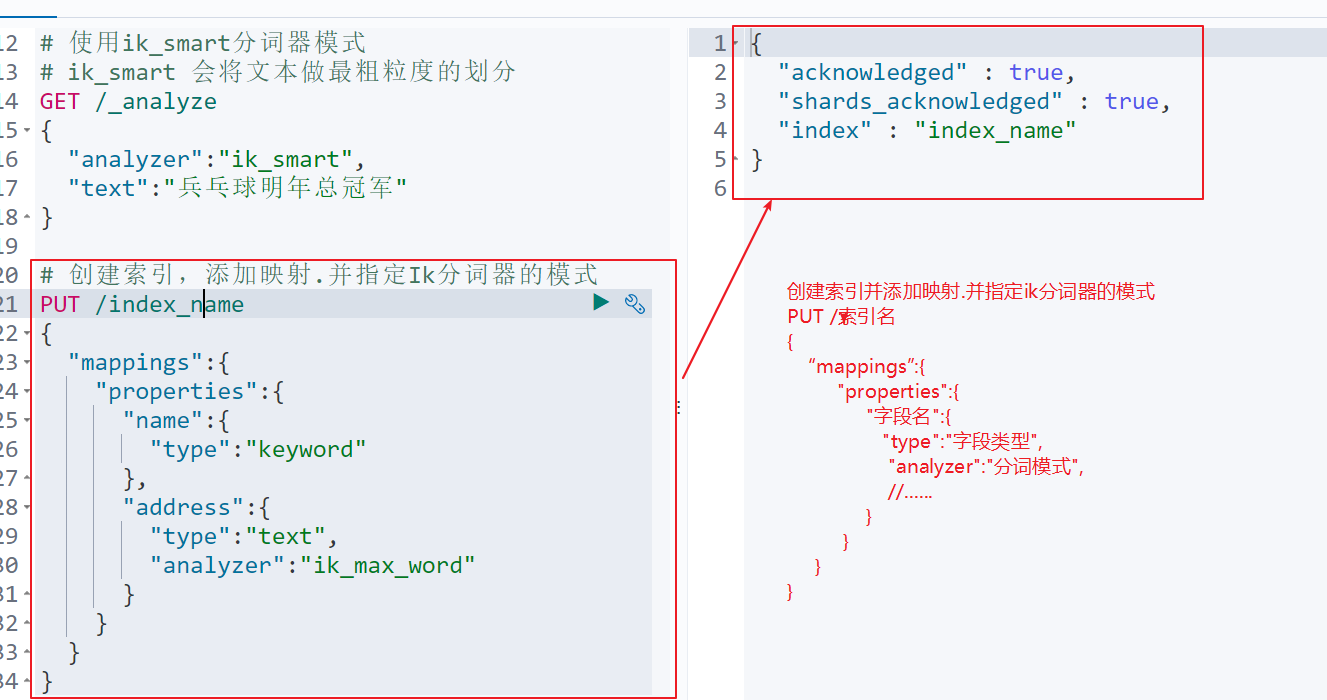 12 # 使用ik_smart分词器模式
13 # ik_smart 会将文本做最粗粒度的划分
14 GET /_analyze
15 {
16 "analyzer":"ik_smart",
17 "text":"兵乓球明年总冠军"
18 }
19
20 # 创建索引，添加映射.并指定Ik分词器的模式
21 PUT /index_name
22 {
23 "mappings":{
24 "properties":{
25 "name":{
26 "type":"keyword"
27 },
28 "address":{
29 "type":"text",
30 "analyzer":"ik_max_word"
31 }
32 }
33 }
34 }
1 {
2 "acknowledged" : true,
3 "shards_acknowledged" : true,
4 "index" : "index_name"
5 }
6
创建索引并添加映射.并指定ik分词器的模式
PUT /索引名
{
“mappings”:{
"properties":{
"字段名":{
"type":"字段类型",
"analyzer":"分词模式",
//......
}
}
}
}